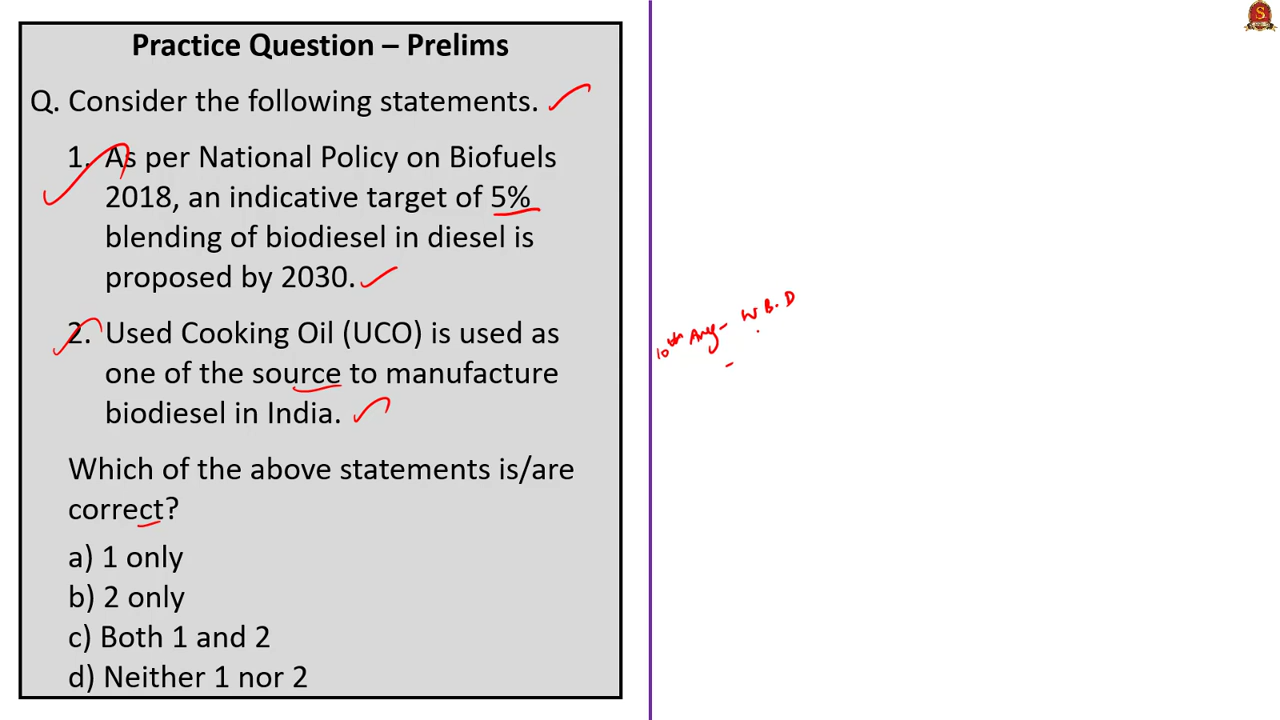 Practice Question – Prelims
Q. Consider the following statements.
1. As per National Policy on Biofuels
2018, an indicative target of 5%
blending of biodiesel in diesel is
proposed by 2030.
2. Used Cooking Oil (UCO) is used as
one of the source to manufacture
biodiesel in India.
Which of the above statements is/are
correct?
a) 1 only
b) 2 only
c) Both 1 and 2
d) Neither 1 nor 2
10th Aug - W.B.D